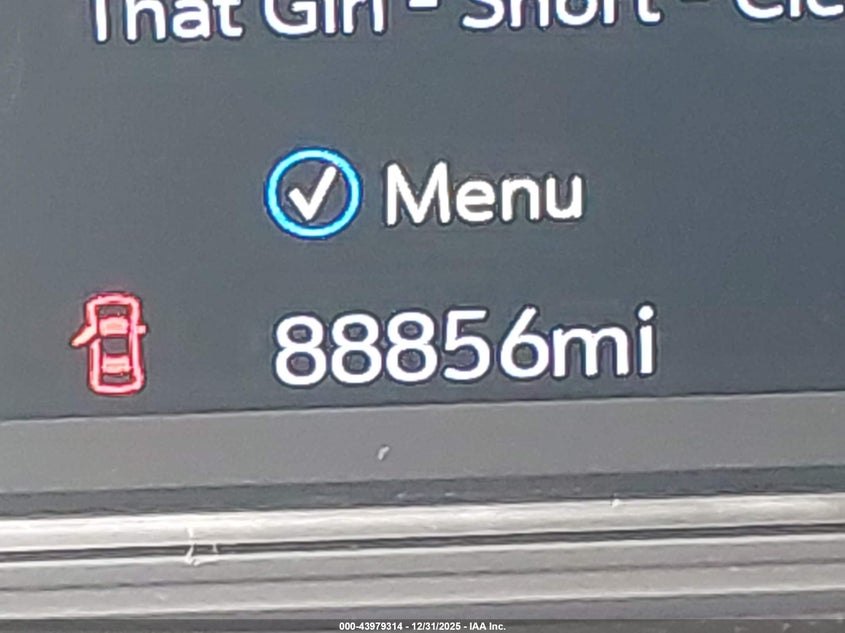 That Girl - Short -
Menu
88856mi
000-43979314 - 12/31/2025 - IAA Inc.